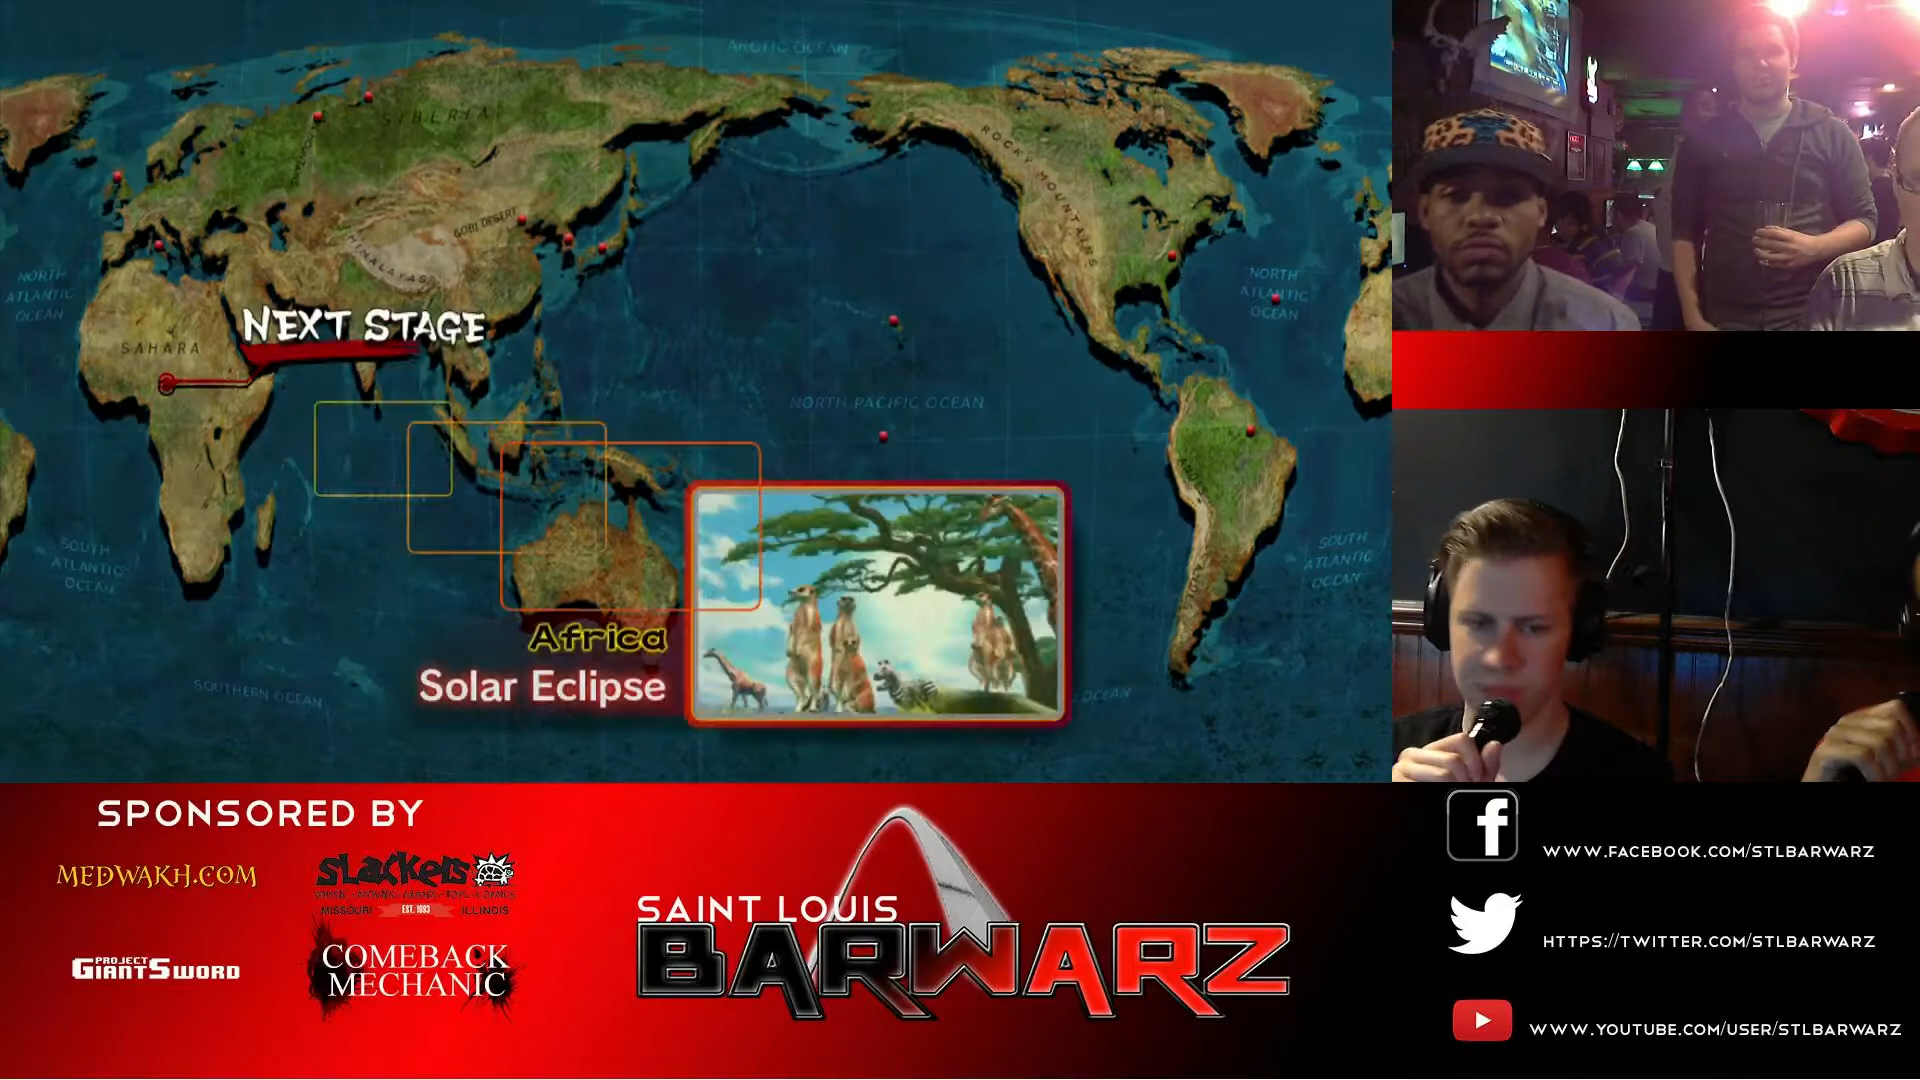 ARCTIC OCEAN
SIBERIA
ROCKY MOUNTAINS
GOBI DESERT
HIMALAYAS
NORTH
ATLANTIC
OCEAN
NORTH
ATLANTIC
OCEAN
NEXT STAGE
SAHARA
NORTH PACIFIC OCEAN
SOUTH
ATLANTIC
OCEAN
SOUTH
ATLANTIC
OCEAN
Africa
Solar Eclipse
SOUTHERN OCEAN
OCEAN
SPONSORED BY
MEDWAKH.COM
SLACKERS
MISSOURI EST. 1993 ILLINOIS
PROJECT
GIANTSWORD
COMEBACK
MECHANIC
SAINT LOUIS
BARWARZ
WWW.FACEBOOK.COM/STLBARWARZ
HTTPS://TWITTER.COM/STLBARWARZ
WWW.YOUTUBE.COM/USER/STLBARWARZ